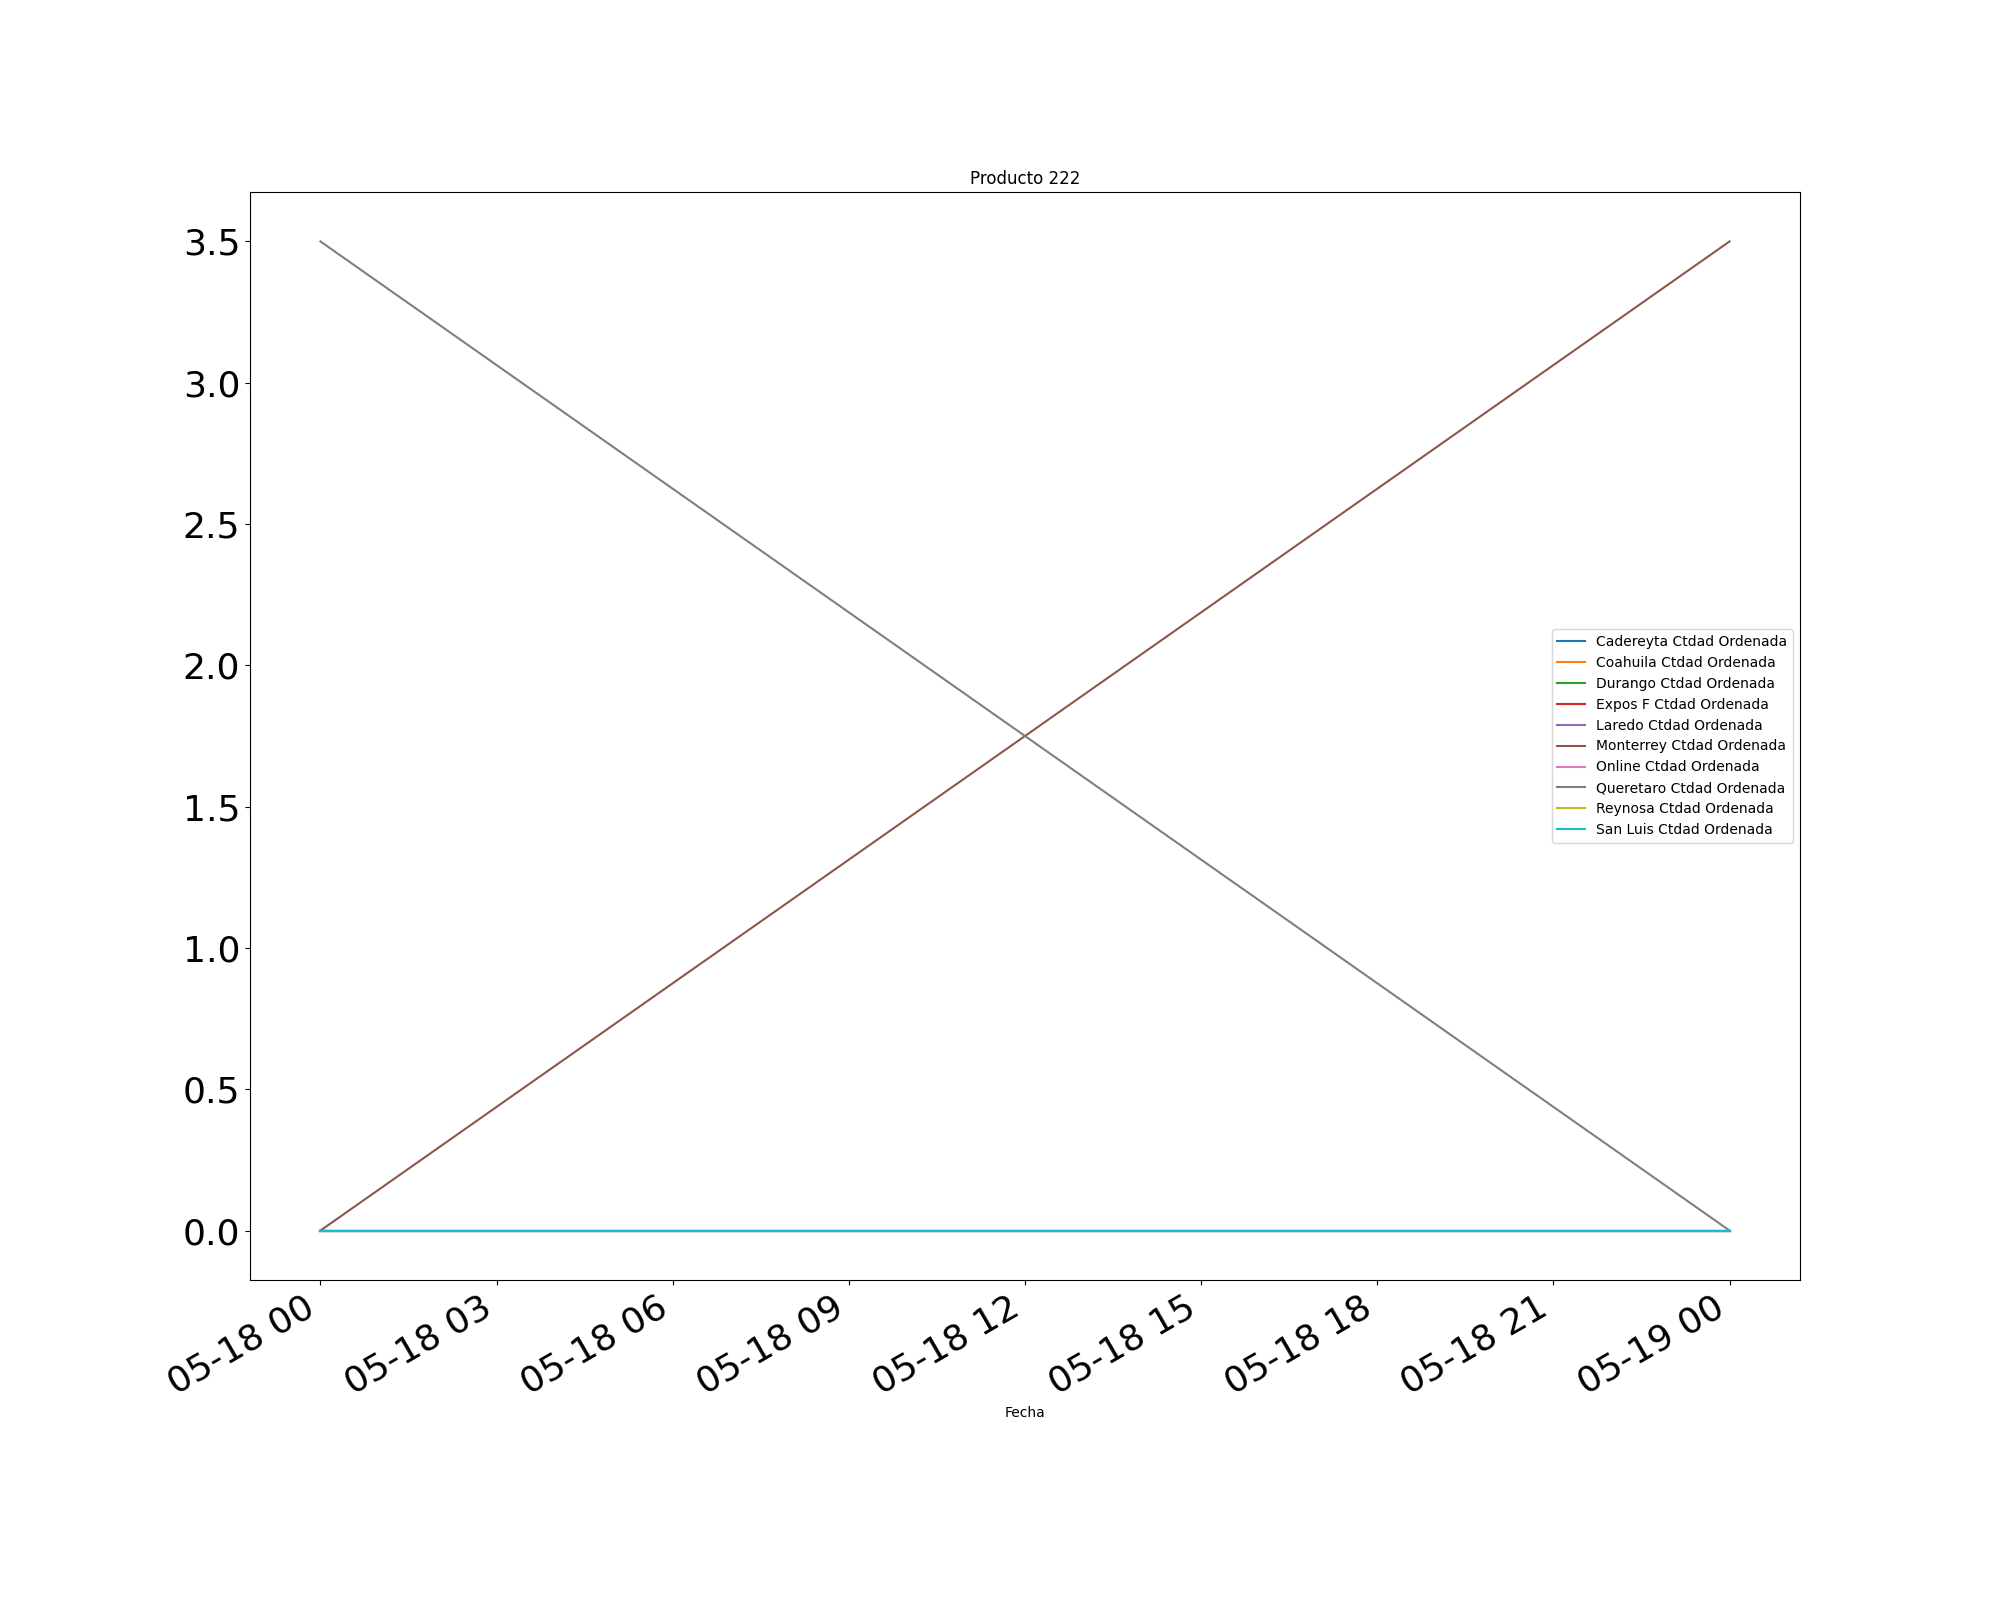 Producto 222
3.5
3.0
2.5
2.0
1.5
1.0
0.5
0.0
Cadereyta Ctdad Ordenada
Coahuila Ctdad Ordenada
Durango Ctdad Ordenada
Expos F Ctdad Ordenada
Laredo Ctdad Ordenada
Monterrey Ctdad Ordenada
Online Ctdad Ordenada
Queretaro Ctdad Ordenada
Reynosa Ctdad Ordenada
San Luis Ctdad Ordenada
05-18 00
05-18 03
05-18 06
05-18 09
05-18 12
05-18 15
05-18 18
05-18 21
05-19 00
Fecha